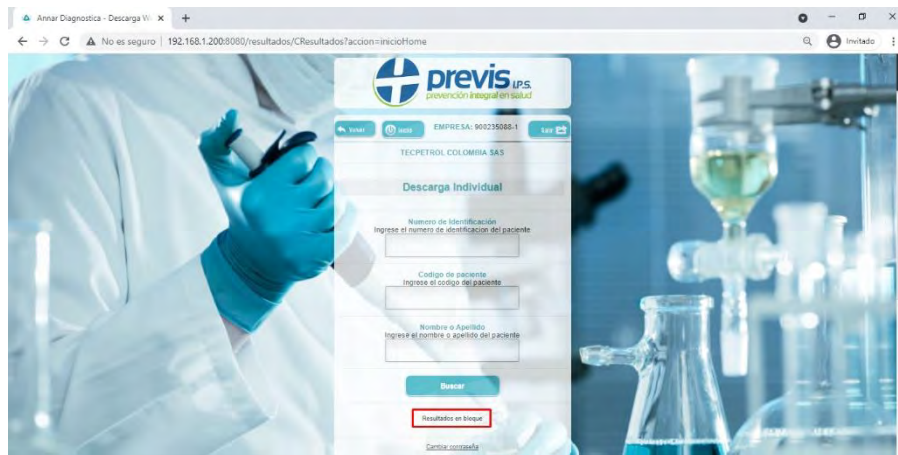 Annar Diagnostica - Descarga W
No es seguro | 192.168.1.200:8080/resultados/CResultados?accion=inicioHome
Invitado
previs I.P.S.
prevención integral en salud
Volver
Inicio
EMPRESA: 900235088-1
Salir
TECPETROL COLOMBIA SAS
Descarga Individual
Numero de Identificación
Ingrese el numero de identificacion del paciente
Codigo de paciente
Ingrese el codigo del paciente
Nombre o Apellido
Ingrese el nombre o apellido del paciente
Buscar
Resultados en bloque
Cambiar contraseña